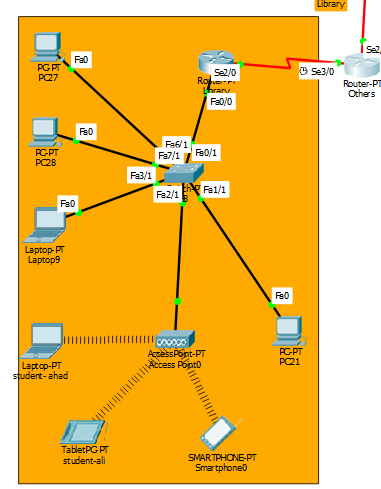 Library
Fa0
PC-PT
PC27
Se2/0
Router-PT
Library
Se2/
Se3/0
Router-PT
Others
Fa0/0
Fa0
PC-PT
PC28
Fa6/1
Fa7/1
Fa0/1
Fa3/1
Fa2/1
Fa1/1
Fa0
Laptop-PT
Laptop9
Fa0
PC-PT
PC21
AccessPoint-PT
Access Point0
Laptop-PT
student- ahad
TabletPC-PT
student-ali
SMARTPHONE-PT
Smartphone0